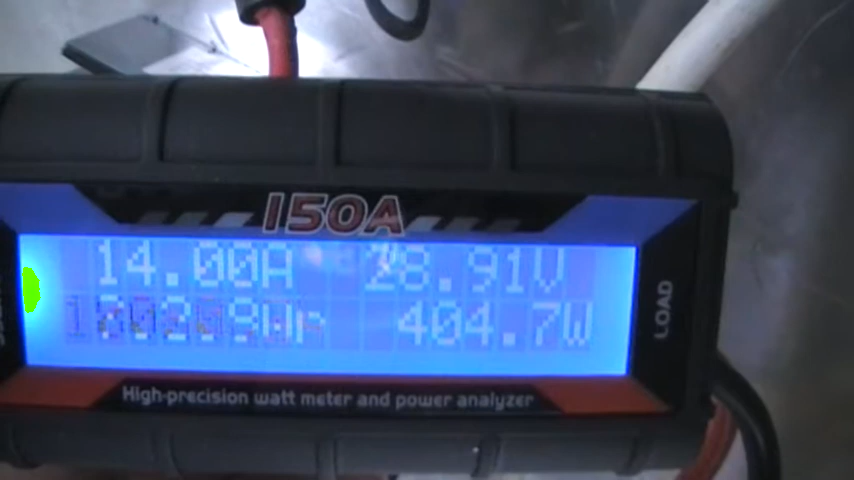 150A
14.00A 28.91V
404.7W
LOAD
High-precision watt meter and power analyzer